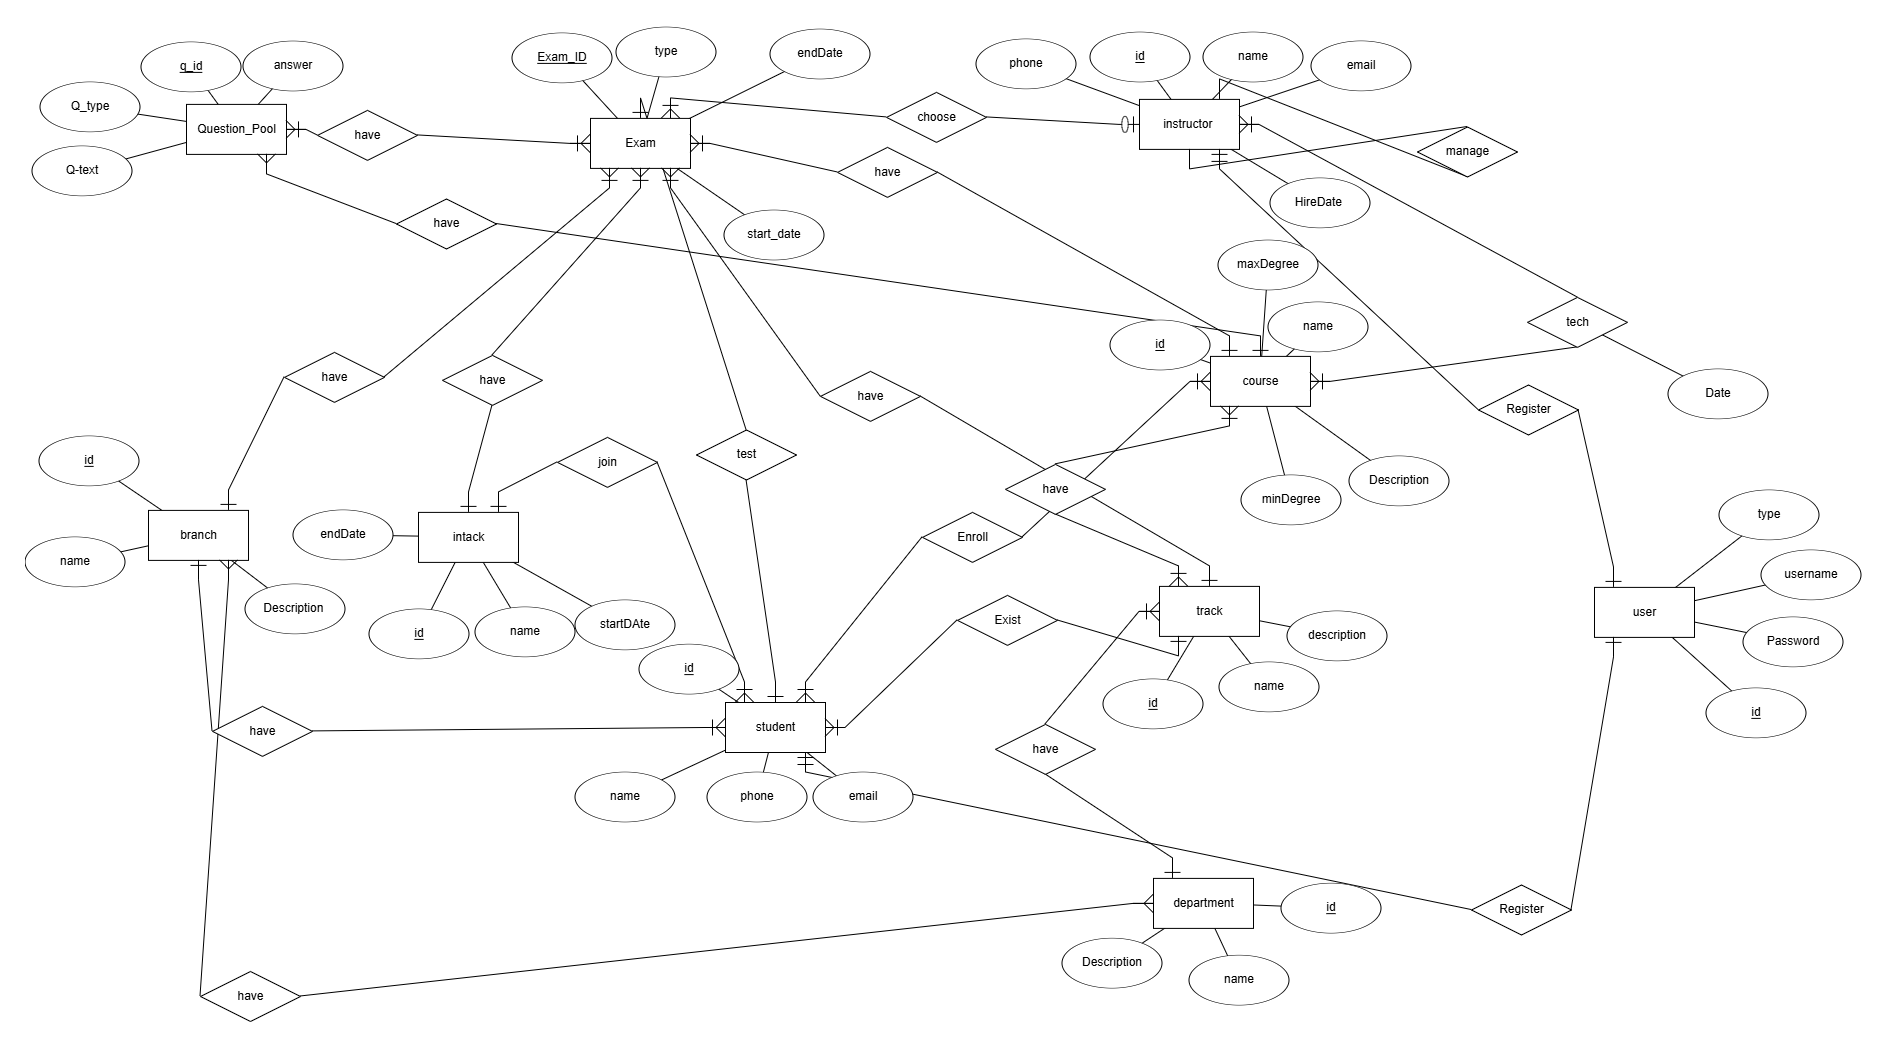 Exam_ID
type
endDate
phone
id
name
email
q_id
answer
Q_type
Question_Pool
have
Exam
choose
instructor
manage
Q-text
have
HireDate
have
start_date
maxDegree
name
tech
id
course
Date
Register
have
have
have
test
join
id
have
minDegree
Description
type
branch
endDate
intack
Enroll
username
name
Description
id
name
startDAte
Exist
track
description
user
Password
id
id
name
id
have
student
have
name
phone
email
department
id
Register
Description
name
have